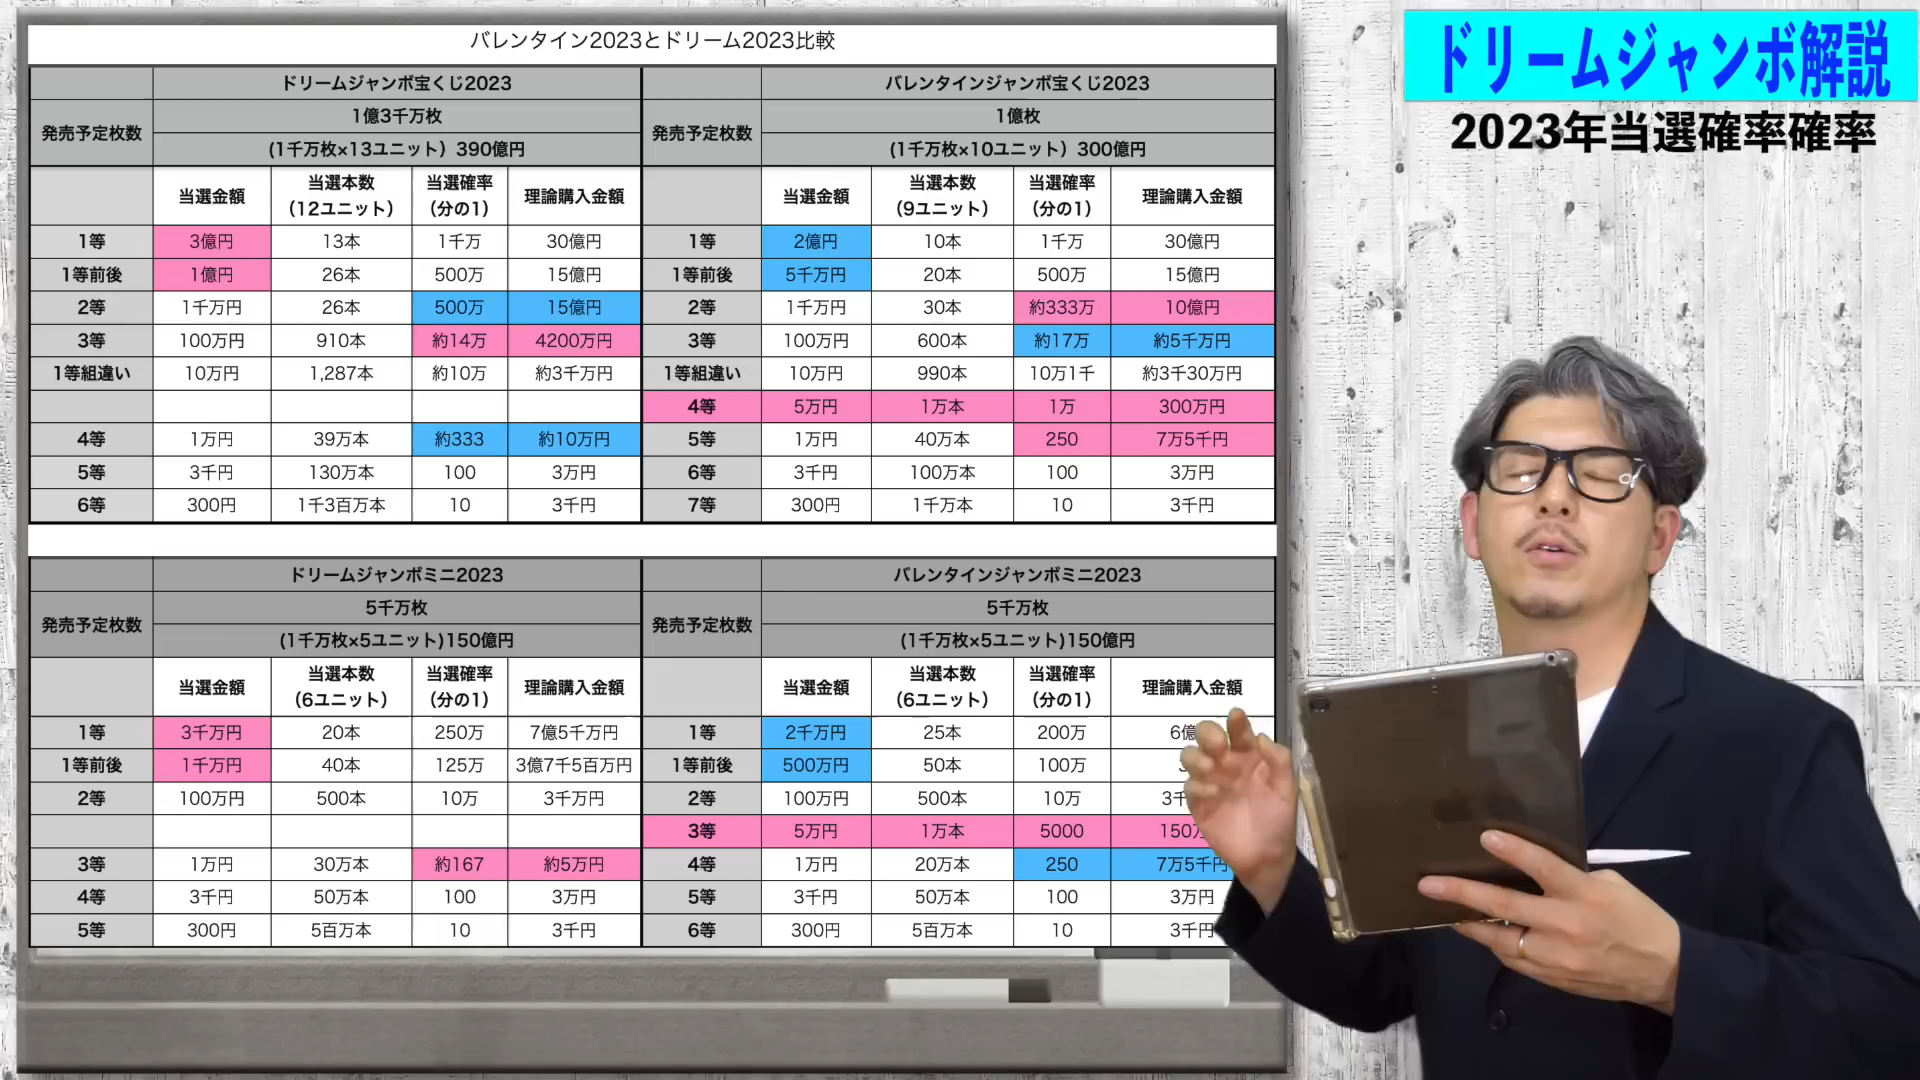 バレンタイン2023とドリーム2023比較
ドリームジャンボ解説
2023年当選確率確率
ドリームジャンボ宝くじ2023 バレンタインジャンボ宝くじ2023
発売予定枚数 1億3千万枚 発売予定枚数 1億枚
(1千万枚×13ユニット）390億円 (1千万枚×10ユニット）300億円
当選金額 当選本数（12ユニット） 当選確率（分の1） 理論購入金額 当選金額 当選本数（9ユニット） 当選確率（分の1） 理論購入金額
1等 3億円 13本 1千万 30億円 1等 2億円 10本 1千万 30億円
1等前後 1億円 26本 500万 15億円 1等前後 5千万円 20本 500万 15億円
2等 1千万円 26本 500万 15億円 2等 1千万円 30本 約333万 10億円
3等 100万円 910本 約14万 4200万円 3等 100万円 600本 約17万 約5千万円
1等組違い 10万円 1,287本 約10万 約3千万円 1等組違い 10万円 990本 10万1千 約3千30万円
4等 5万円 1万本 1万 300万円
4等 1万円 39万本 約333 約10万円 5等 1万円 40万本 250 7万5千円
5等 3千円 130万本 100 3万円 6等 3千円 100万本 100 3万円
6等 300円 1千3百万本 10 3千円 7等 300円 1千万本 10 3千円
ドリームジャンボミニ2023 バレンタインジャンボミニ2023
発売予定枚数 5千万枚 発売予定枚数 5千万枚
(1千万枚×5ユニット)150億円 (1千万枚×5ユニット)150億円
当選金額 当選本数（6ユニット） 当選確率（分の1） 理論購入金額 当選金額 当選本数（6ユニット） 当選確率（分の1） 理論購入金額
1等 3千万円 20本 250万 7億5千万円 1等 2千万円 25本 200万 6億
1等前後 1千万円 40本 125万 3億7千5百万円 1等前後 500万円 50本 100万
2等 100万円 500本 10万 3千万円 2等 100万円 500本 10万 3千
3等 5万円 1万本 5000 150万
3等 1万円 30万本 約167 約5万円 4等 1万円 20万本 250 7万5千円
4等 3千円 50万本 100 3万円 5等 3千円 50万本 100 3万円
5等 300円 5百万本 10 3千円 6等 300円 5百万本 10 3千円